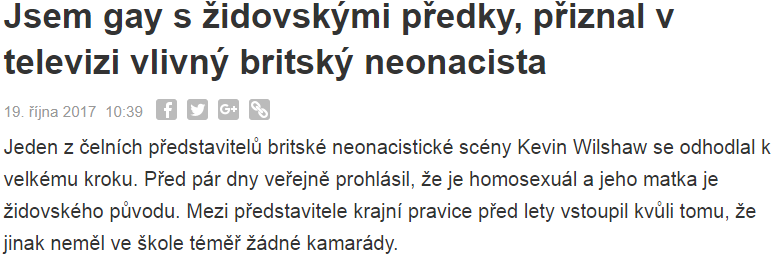 Jsem gay s židovskými předky, přiznal v
televizi vlivný britský neonacista
19. října 2017 10:39
Jeden z čelních představitelů britské neonacistické scény Kevin Wilshaw se odhodlal k
velkému kroku. Před pár dny veřejně prohlásil, že je homosexuál a jeho matka je
židovského původu. Mezi představitele krajní pravice před lety vstoupil kvůli tomu, že
jinak neměl ve škole téměř žádné kamarády.